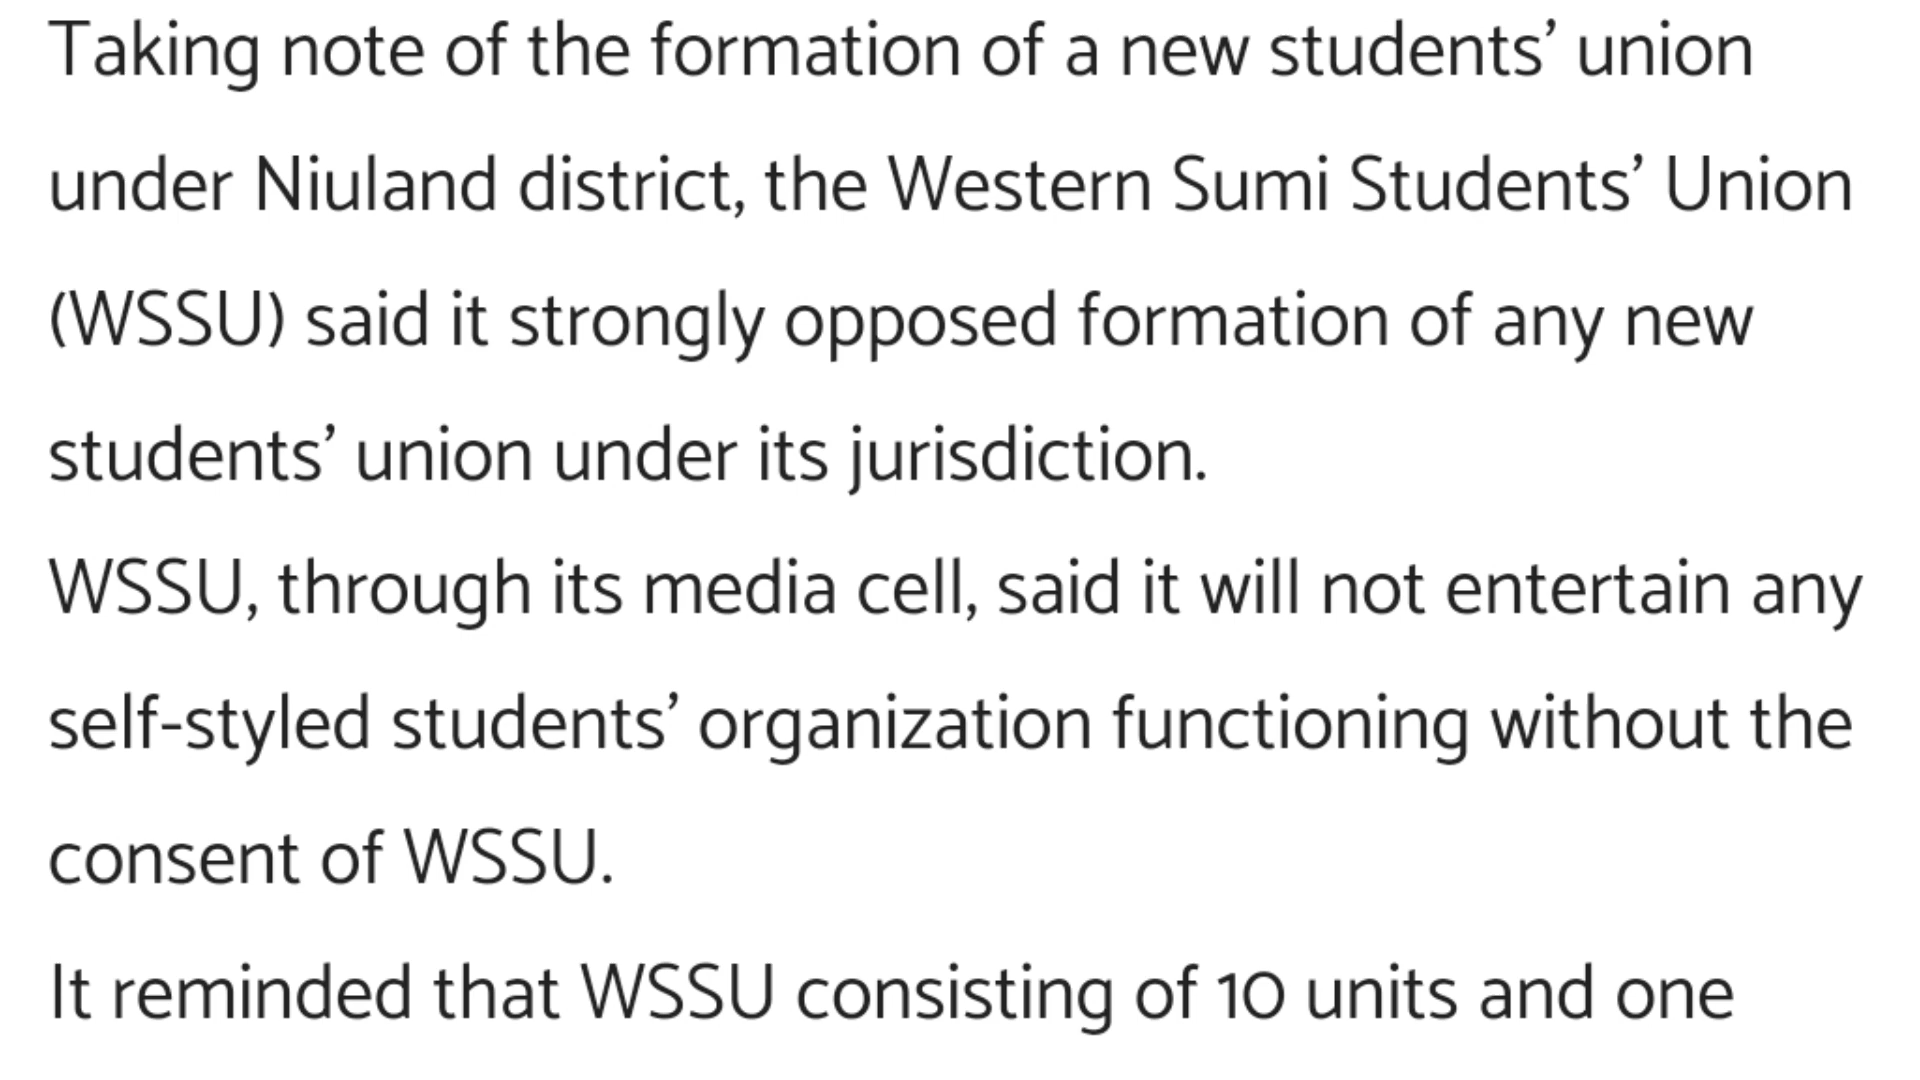 Taking note of the formation of a new students’ union
under Niuland district, the Western Sumi Students’ Union
(WSSU) said it strongly opposed formation of any new
students’ union under its jurisdiction.
WSSU, through its media cell, said it will not entertain any
self-styled students’ organization functioning without the
consent of WSSU.
It reminded that WSSU consisting of 10 units and one